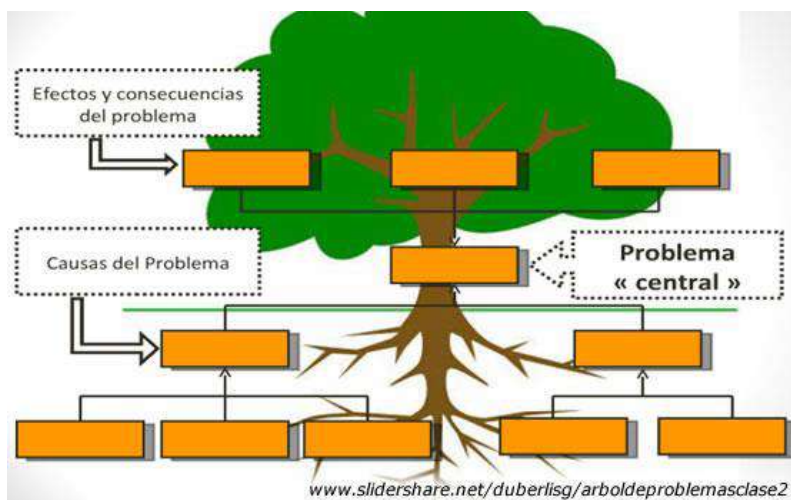 Efectos y consecuencias
del problema
Causas del Problema
Problema
« central »
www.slidershare.net/duberlisg/arboldeproblemasclase2